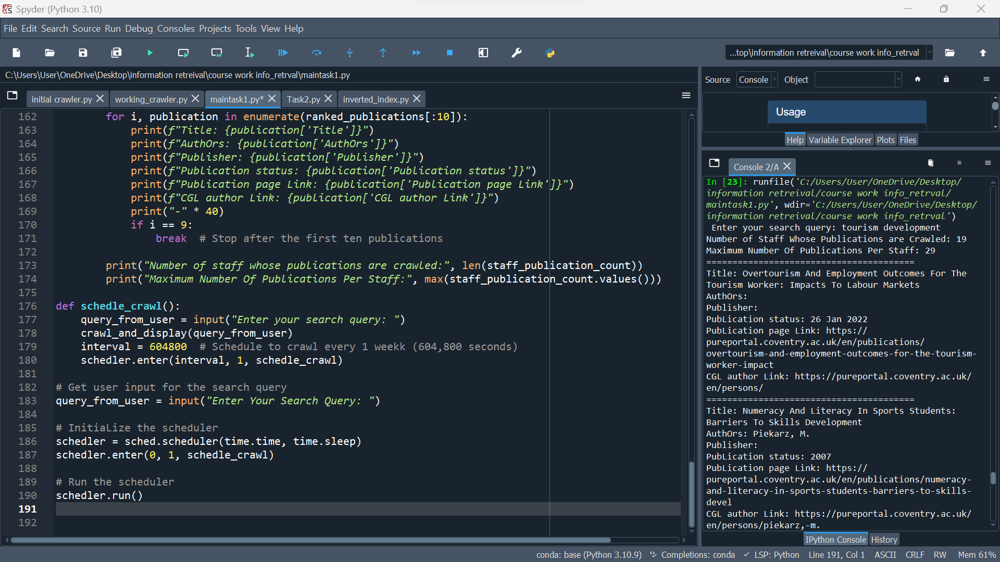 Spyder (Python 3.10)
File Edit Search Source Run Debug Consoles Projects Tools View Help
...top\information retreival\course work info_retrval
C:\Users\User\OneDrive\Desktop\information retreival\course work info_retrval\maintask1.py
initial crawler.py working_crawler.py maintask1.py* Task2.py inverted_index.py
162 for i, publication in enumerate(ranked_publications[:10]):
163 print(f"Title: {publication['Title']}")
164 print(f"AuthOrs: {publication['AuthOrs']}")
165 print(f"Publisher: {publication['Publisher']}")
166 print(f"Publication status: {publication['Publication status']}")
167 print(f"Publication page Link: {publication['Publication page Link']}")
168 print(f"CGL author Link: {publication['CGL author Link']}")
169 print("-" * 40)
170 if i == 9:
171 break # Stop after the first ten publications
172
173 print("Number of staff whose publications are crawled:", len(staff_publication_count))
174 print("Maximum Number Of Publications Per Staff:", max(staff_publication_count.values()))
175
176 def schedle_crawl():
177 query_from_user = input("Enter your search query: ")
178 crawl_and_display(query_from_user)
179 interval = 604800 # Schedule to crawl every 1 weekk (604,800 seconds)
180 schedler.enter(interval, 1, schedle_crawl)
181
182 # Get user input for the search query
183 query_from_user = input("Enter Your Search Query: ")
184
185 # InitiaLize the scheduler
186 schedler = sched.scheduler(time.time, time.sleep)
187 schedler.enter(0, 1, schedle_crawl)
188
189 # Run the scheduler
190 schedler.run()
191
192
Source Console Object
Usage
Help Variable Explorer Plots Files
Console 2/A
In [23]: runfile('C:/Users/User/OneDrive/Desktop/
information retreival/course work info_retrval/
maintask1.py', wdir='C:/Users/User/OneDrive/Desktop/
information retreival/course work info_retrval')
Enter your search query: tourism development
Number of Staff Whose Publications are Crawled: 19
Maximum Number Of Publications Per Staff: 29
========================================
Title: Overtourism And Employment Outcomes For The
Tourism Worker: Impacts To Labour Markets
AuthOrs:
Publisher:
PubLication status: 26 Jan 2022
PubLication page Link: https://
pureportal.coventry.ac.uk/en/publications/
overtourism-and-employment-outcomes-for-the-tourism-
worker-impact
CGL author Link: https://pureportal.coventry.ac.uk/
en/persons/
========================================
Title: Numeracy And Literacy In Sports Students:
Barriers To Skills Development
AuthOrs: Piekarz, M.
Publisher:
PubLication status: 2007
PubLication page Link: https://
pureportal.coventry.ac.uk/en/publications/numeracy-
and-literacy-in-sports-students-barriers-to-skills-
devel
CGL author Link: https://pureportal.coventry.ac.uk/
en/persons/piekarz,-m.
IPython Console History
conda: base (Python 3.10.9) Completions: conda LSP: Python Line 191, Col 1 ASCII CRLF RW Mem 61%